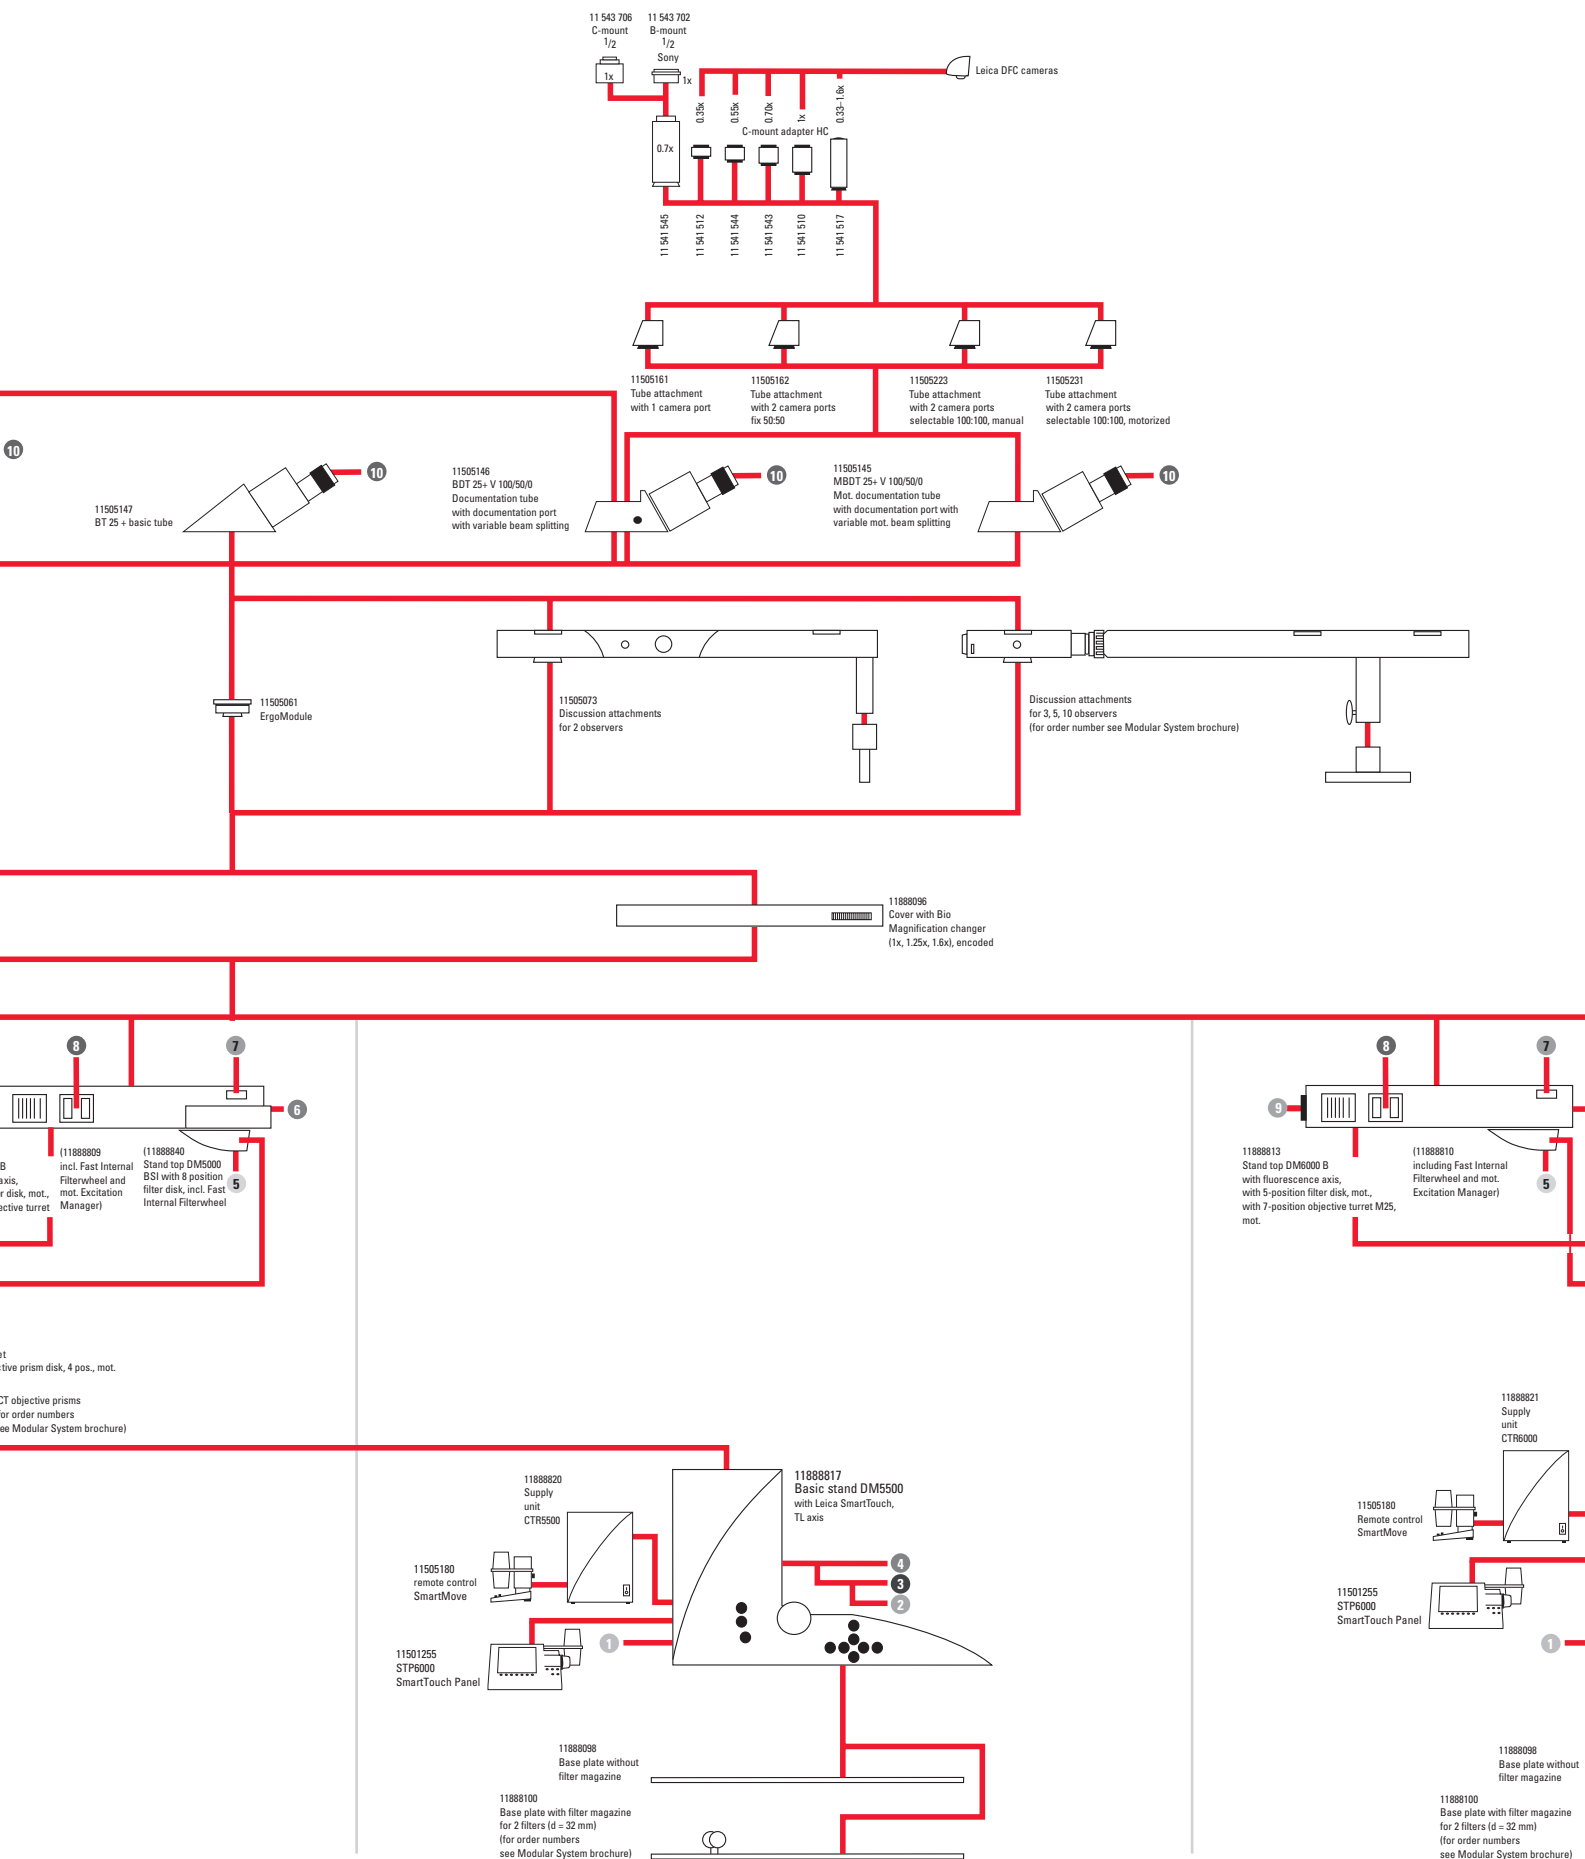 11 543 706
C-mount
1/2
11 543 702
B-mount
1/2
Sony
1x
1x
Leica DFC cameras
0.35x
0.55x
0.70x
1x
0.33–1.6x
C-mount adapter HC
0.7x
11 541 545
11 541 512
11 541 544
11 541 543
11 541 510
11 541 517
11505161
Tube attachment
with 1 camera port
11505162
Tube attachment
with 2 camera ports
fix 50:50
11505223
Tube attachment
with 2 camera ports
selectable 100:100, manual
11505231
Tube attachment
with 2 camera ports
selectable 100:100, motorized
10
11505147
BT 25 + basic tube
10
11505146
BDT 25+ V 100/50/0
Documentation tube
with documentation port
with variable beam splitting
10
11505145
MBDT 25+ V 100/50/0
Mot. documentation tube
with documentation port with
variable mot. beam splitting
10
11505061
ErgoModule
11505073
Discussion attachments
for 2 observers
Discussion attachments
for 3, 5, 10 observers
(for order number see Modular System brochure)
11888096
Cover with Bio
Magnification changer
(1x, 1.25x, 1.6x), encoded
8
7
6
5
B
axis,
r disk, mot.,
ective turret
(11888809
incl. Fast Internal
Filterwheel and
mot. Excitation
Manager)
(11888840
Stand top DM5000
BSI with 8 position
filter disk, incl. Fast
Internal Filterwheel
et
ctive prism disk, 4 pos., mot.
CT objective prisms
for order numbers
ee Modular System brochure)
8
7
9
5
11888813
Stand top DM6000 B
with fluorescence axis,
with 5-position filter disk, mot.,
with 7-position objective turret M25,
mot.
(11888810
including Fast Internal
Filterwheel and mot.
Excitation Manager)
11888820
Supply
unit
CTR5500
11888817
Basic stand DM5500
with Leica SmartTouch,
TL axis
11505180
remote control
SmartMove
4
3
2
1
11501255
STP6000
SmartTouch Panel
11888098
Base plate without
filter magazine
11888100
Base plate with filter magazine
for 2 filters (d = 32 mm)
(for order numbers
see Modular System brochure)
11888821
Supply
unit
CTR6000
11505180
Remote control
SmartMove
11501255
STP6000
SmartTouch Panel
1
11888098
Base plate without
filter magazine
11888100
Base plate with filter magazine
for 2 filters (d = 32 mm)
(for order numbers
see Modular System brochure)